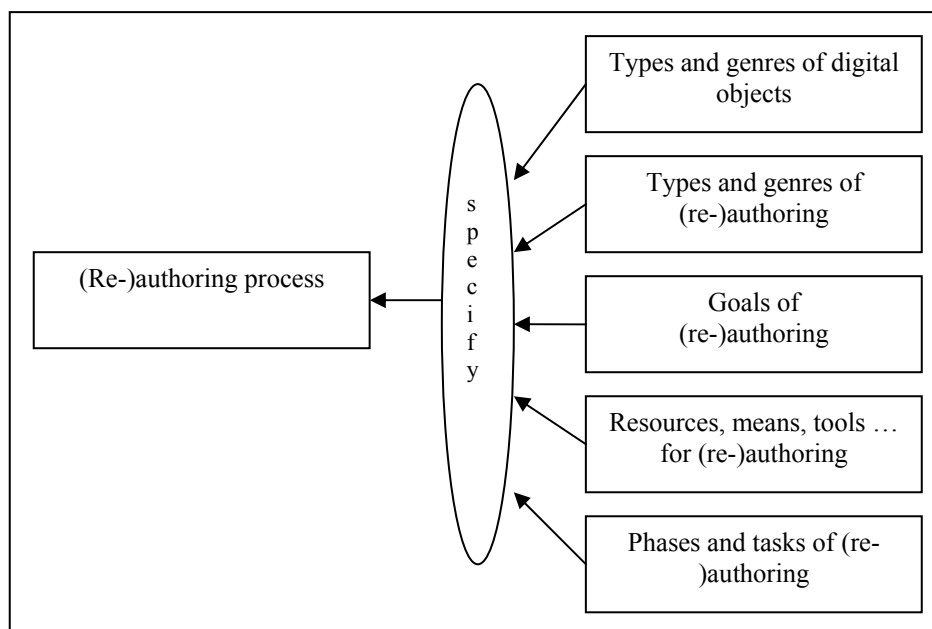 (Re-)authoring process
specify
Types and genres of digital
objects
Types and genres of
(re-)authoring
Goals of
(re-)authoring
Resources, means, tools …
for (re-)authoring
Phases and tasks of (re-
)authoring